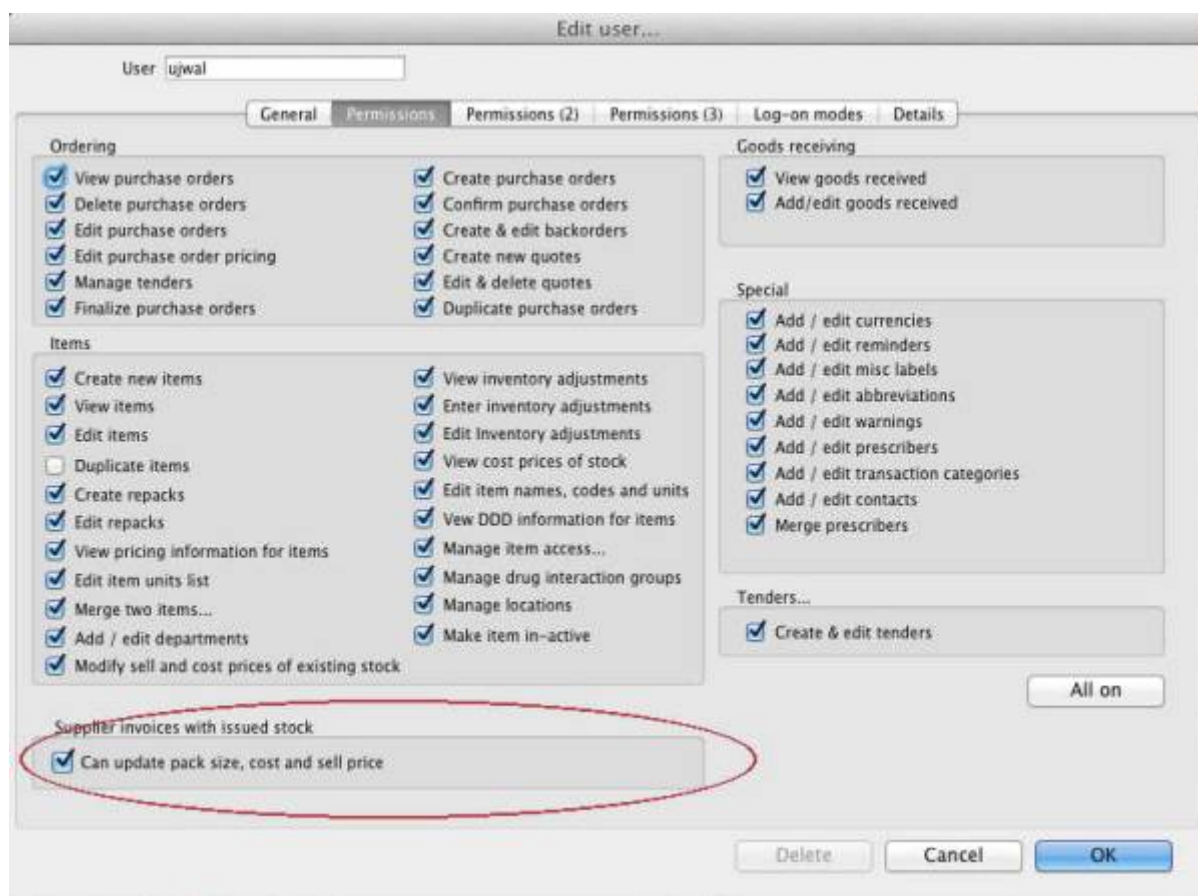 Edit user...
User ujwal
General Permissions Permissions (2) Permissions (3) Log-on modes Details
Ordering
View purchase orders
Delete purchase orders
Edit purchase orders
Edit purchase order pricing
Manage tenders
Finalize purchase orders
Create purchase orders
Confirm purchase orders
Create & edit backorders
Create new quotes
Edit & delete quotes
Duplicate purchase orders
Goods receiving
View goods received
Add/edit goods received
Items
Create new items
View items
Edit items
Duplicate items
Create repacks
Edit repacks
View pricing information for items
Edit item units list
Merge two items...
Add / edit departments
Modify sell and cost prices of existing stock
View inventory adjustments
Enter inventory adjustments
Edit Inventory adjustments
View cost prices of stock
Edit item names, codes and units
Vew DDD information for items
Manage item access...
Manage drug interaction groups
Manage locations
Make item in-active
Special
Add / edit currencies
Add / edit reminders
Add / edit misc labels
Add / edit abbreviations
Add / edit warnings
Add / edit prescribers
Add / edit transaction categories
Add / edit contacts
Merge prescribers
Tenders...
Create & edit tenders
All on
Supplier invoices with issued stock
Can update pack size, cost and sell price
Delete Cancel OK